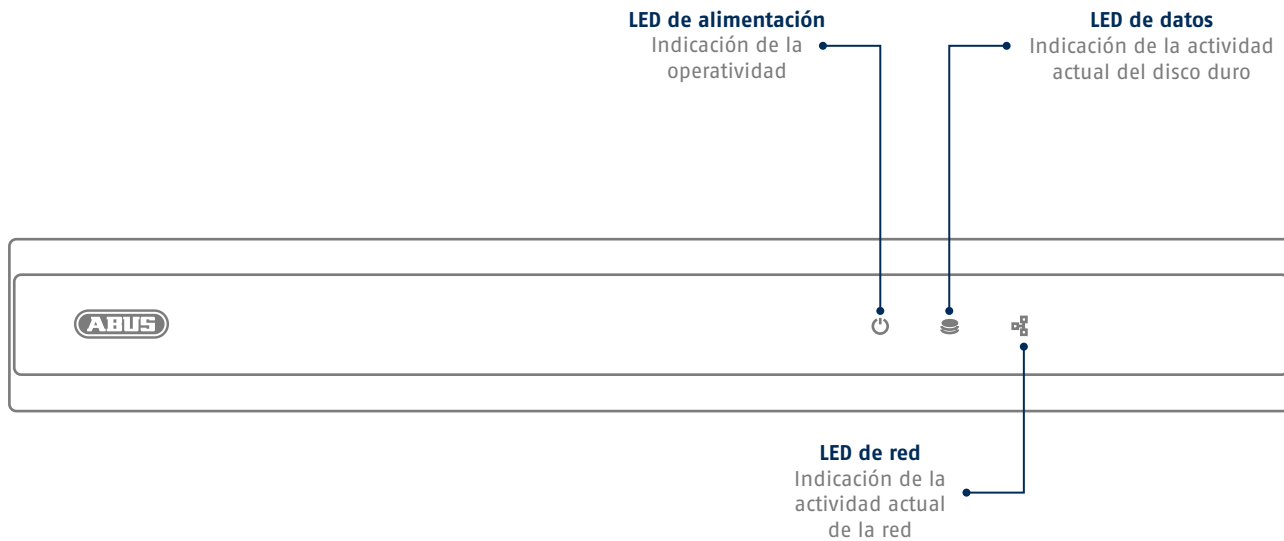 LED de alimentación
Indicación de la
operatividad
LED de datos
Indicación de la actividad
actual del disco duro
ABUS
LED de red
Indicación de la
actividad actual
de la red